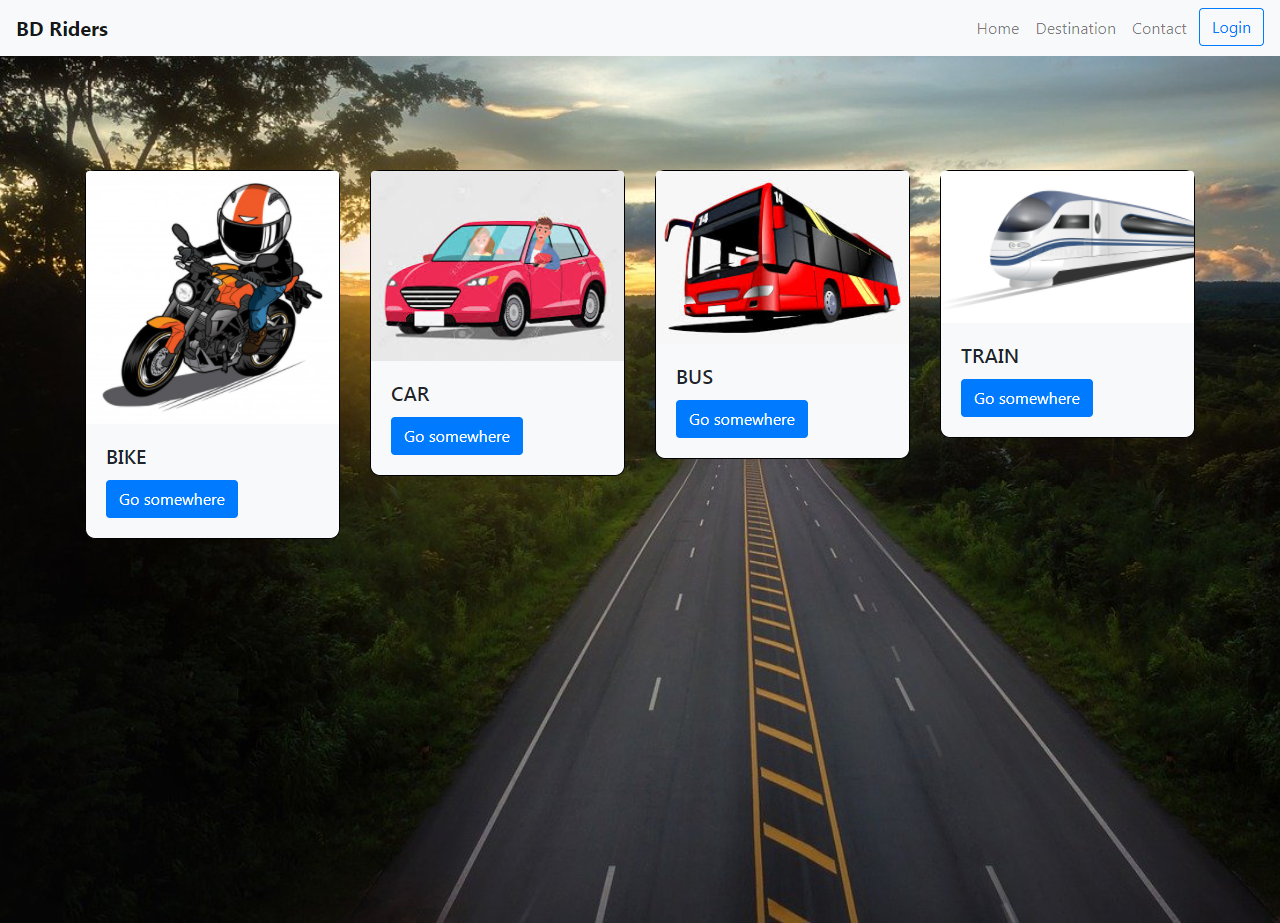 BD Riders
Home Destination Contact Login
BIKE
Go somewhere
CAR
Go somewhere
14
14
BUS
Go somewhere
TRAIN
Go somewhere